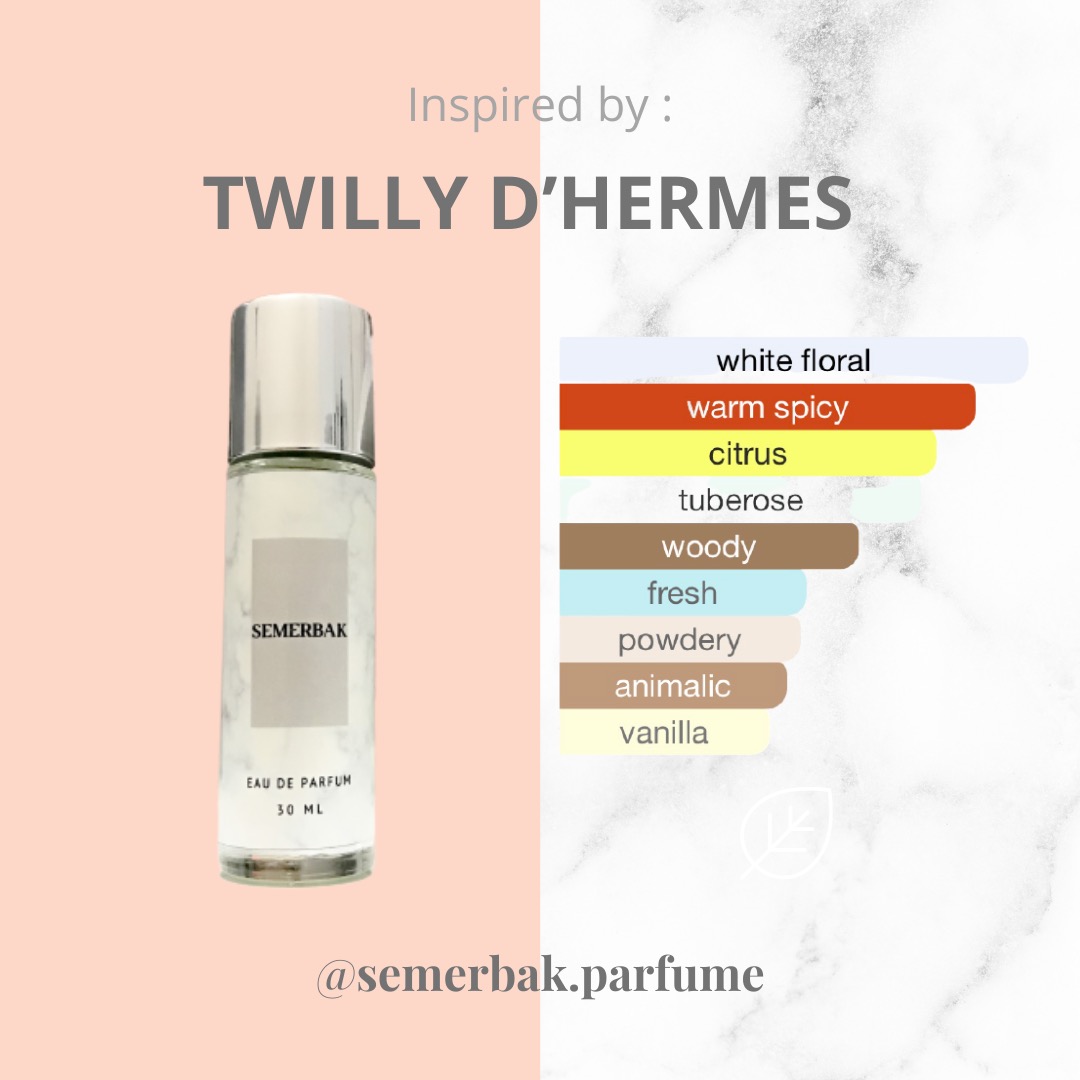 Inspired by :
TWILLY D’HERMES
white floral
warm spicy
citrus
tuberose
woody
fresh
powdery
animalic
vanilla
SEMERBAK
EAU DE PARFUM
30 ML
@semerbak.parfume